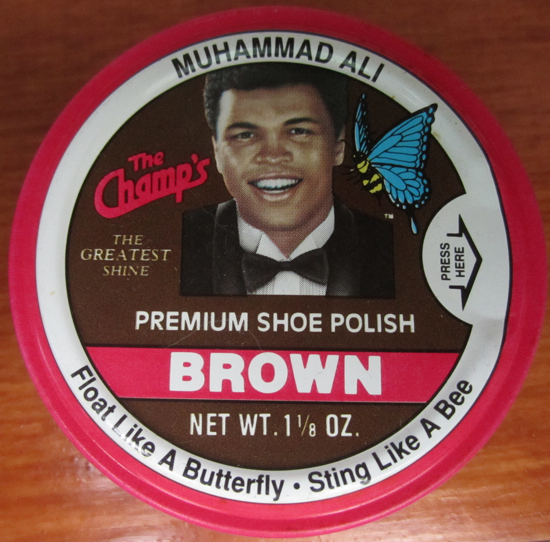 MUHAMMAD ALI
The
Champ's
™
THE
GREATEST
SHINE
PRESS
HERE
PREMIUM SHOE POLISH
BROWN
NET WT. 1 1/8 OZ.
Float Like A Butterfly • Sting Like A Bee